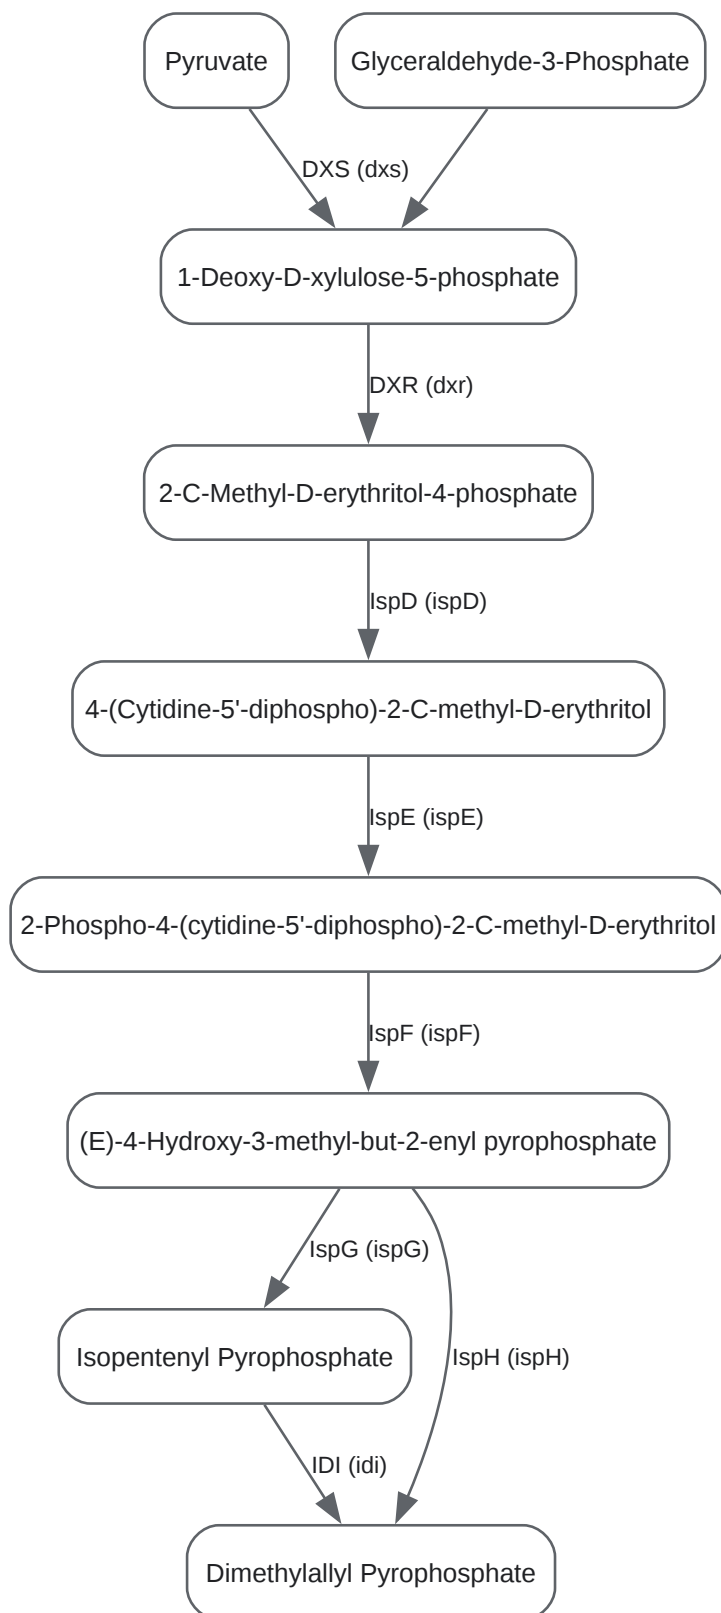 Pyruvate
Glyceraldehyde-3-Phosphate
DXS (dxs)
1-Deoxy-D-xylulose-5-phosphate
DXR (dxr)
2-C-Methyl-D-erythritol-4-phosphate
IspD (ispD)
4-(Cytidine-5'-diphospho)-2-C-methyl-D-erythritol
IspE (ispE)
2-Phospho-4-(cytidine-5'-diphospho)-2-C-methyl-D-erythritol
IspF (ispF)
(E)-4-Hydroxy-3-methyl-but-2-enyl pyrophosphate
IspG (ispG)
Isopentenyl Pyrophosphate
IspH (ispH)
IDI (idi)
Dimethylallyl Pyrophosphate